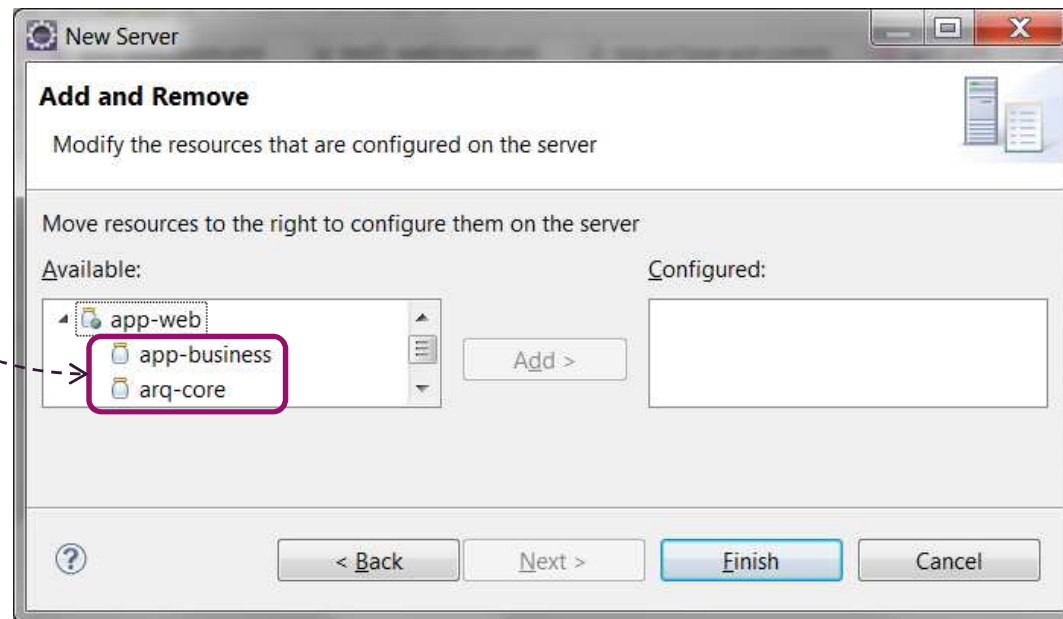 New Server
Add and Remove
Modify the resources that are configured on the server
Move resources to the right to configure them on the server
Available:
Configured:
app-web
app-business
arq-core
Add >
< Back
Next >
Finish
Cancel